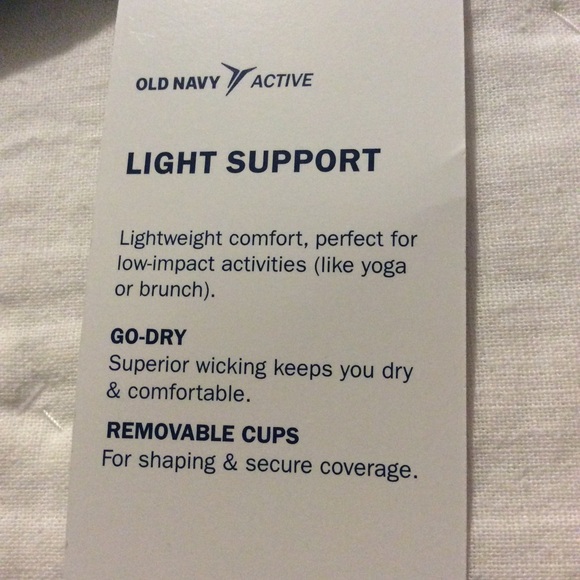 OLD NAVY ACTIVE
LIGHT SUPPORT
Lightweight comfort, perfect for
low-impact activities (like yoga
or brunch).
GO-DRY
Superior wicking keeps you dry
& comfortable.
REMOVABLE CUPS
For shaping & secure coverage.